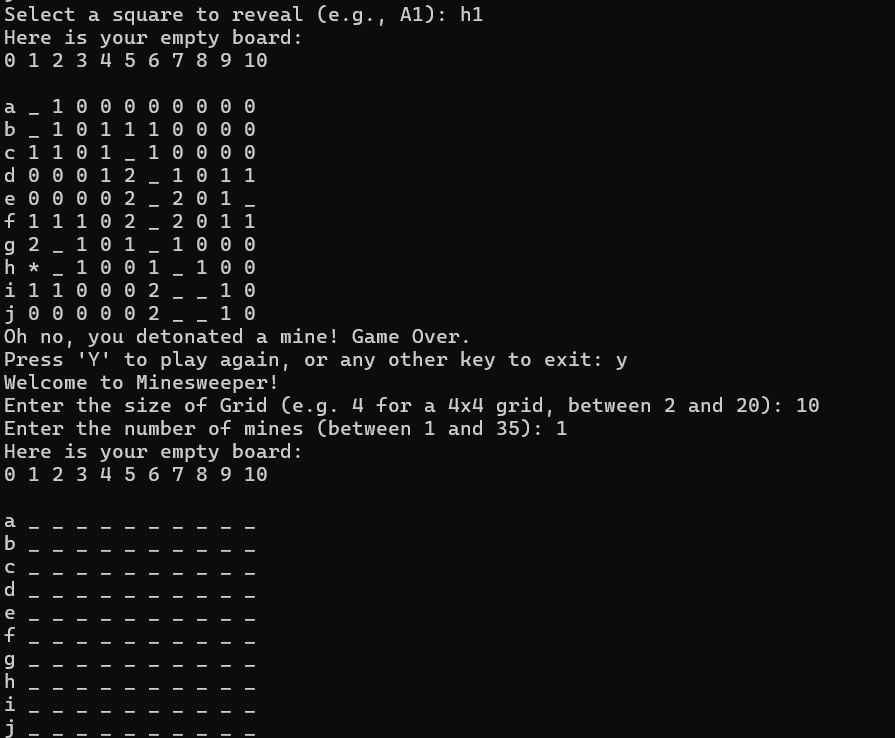 Select a square to reveal (e.g., A1): h1
Here is your empty board:
0 1 2 3 4 5 6 7 8 9 10
a _ 1 0 0 0 0 0 0 0 0
b _ 1 0 1 1 1 0 0 0 0
c 1 1 0 1 _ 1 0 0 0 0
d 0 0 0 1 2 _ 1 0 1 1
e 0 0 0 0 2 _ 2 0 1 _
f 1 1 1 0 2 _ 2 0 1 1
g 2 _ 1 0 1 _ 1 0 0 0
h * _ 1 0 0 1 _ 1 0 0
i 1 1 0 0 0 2 _ _ 1 0
j 0 0 0 0 0 2 _ _ 1 0
Oh no, you detonated a mine! Game Over.
Press 'Y' to play again, or any other key to exit: y
Welcome to Minesweeper!
Enter the size of Grid (e.g. 4 for a 4x4 grid, between 2 and 20): 10
Enter the number of mines (between 1 and 35): 1
Here is your empty board:
0 1 2 3 4 5 6 7 8 9 10
a _ _ _ _ _ _ _ _ _ _
b _ _ _ _ _ _ _ _ _ _
c _ _ _ _ _ _ _ _ _ _
d _ _ _ _ _ _ _ _ _ _
e _ _ _ _ _ _ _ _ _ _
f _ _ _ _ _ _ _ _ _ _
g _ _ _ _ _ _ _ _ _ _
h _ _ _ _ _ _ _ _ _ _
i _ _ _ _ _ _ _ _ _ _
j _ _ _ _ _ _ _ _ _ _